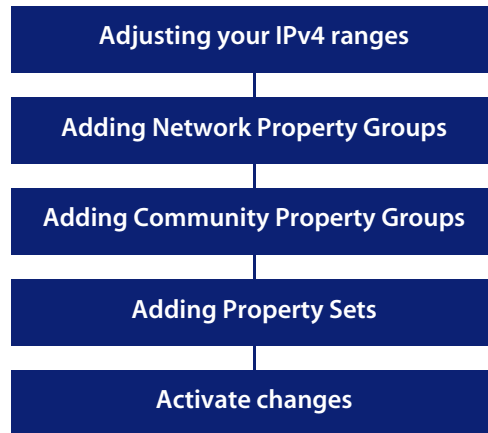 Adjusting your IPv4 ranges
Adding Network Property Groups
Adding Community Property Groups
Adding Property Sets
Activate changes